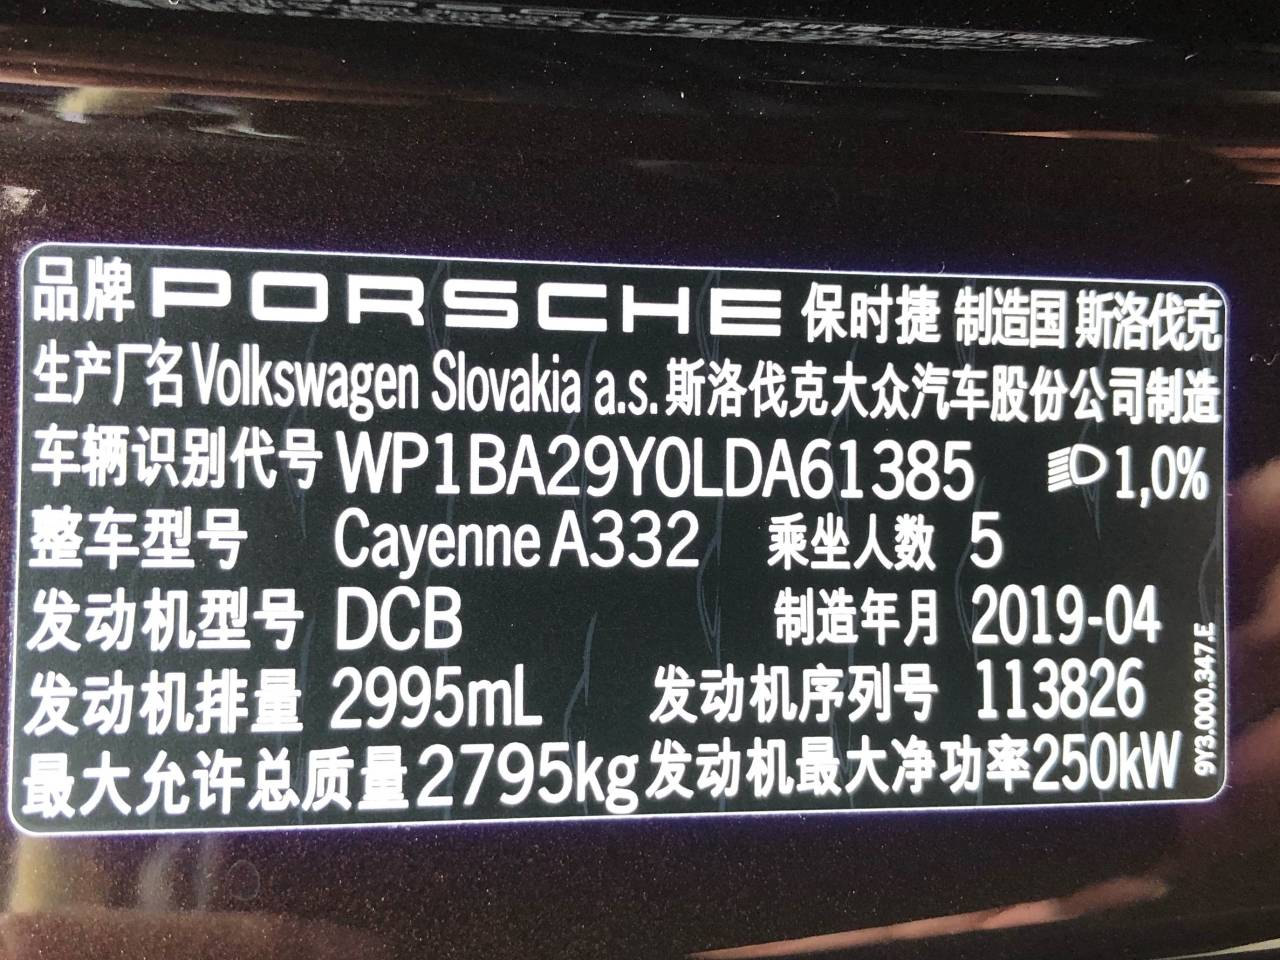 品牌 PORSCHE 保时捷 制造国 斯洛伐克
生产厂名 Volkswagen Slovakia a.s. 斯洛伐克大众汽车股份公司制造
车辆识别代号 WP1BA29Y0LDA61385 1,0%
整车型号 Cayenne A332 乘坐人数 5
发动机型号 DCB 制造年月 2019-04
发动机排量 2995mL 发动机序列号 113826
最大允许总质量 2795kg 发动机最大净功率 250kW
9Y3.000.347.E